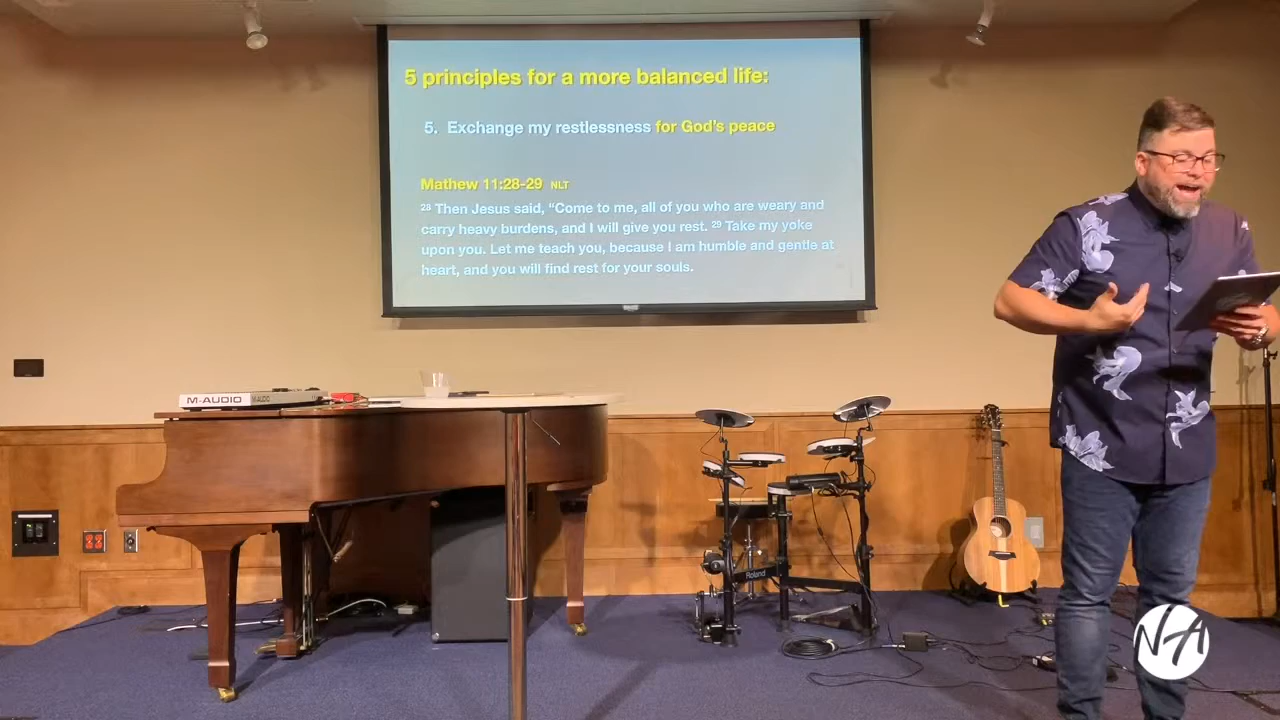 5 principles for a more balanced life:
5. Exchange my restlessness for God's peace
Mathew 11:28-29 NLT
28 Then Jesus said, “Come to me, all of you who are weary and
carry heavy burdens, and I will give you rest. 29 Take my yoke
upon you. Let me teach you, because I am humble and gentle at
heart, and you will find rest for your souls.
M-AUDIO
M-AUDIO
Roland
NA